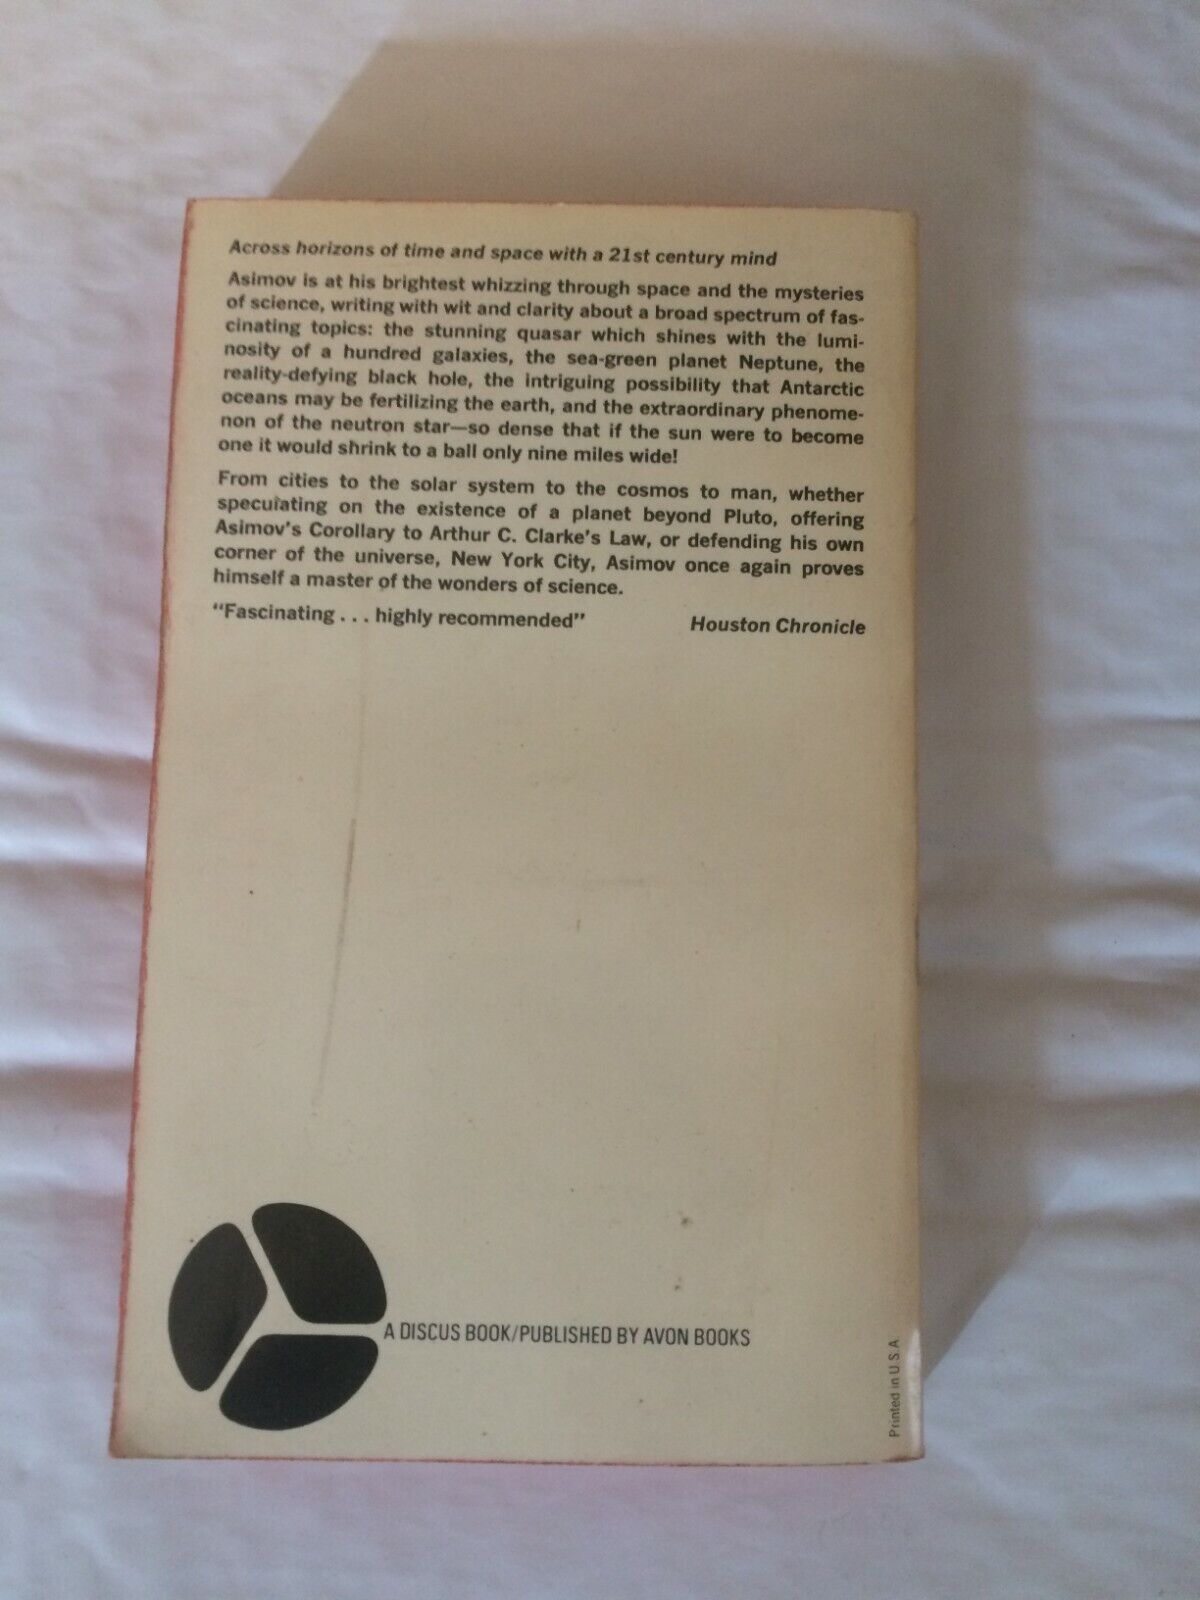 Across horizons of time and space with a 21st century mind
Asimov is at his brightest whizzing through space and the mysteries
of science, writing with wit and clarity about a broad spectrum of fas-
cinating topics: the stunning quasar which shines with the lumi-
nosity of a hundred galaxies, the sea-green planet Neptune, the
reality-defying black hole, the intriguing possibility that Antarctic
oceans may be fertilizing the earth, and the extraordinary phenome-
non of the neutron star—so dense that if the sun were to become
one it would shrink to a ball only nine miles wide!
From cities to the solar system to the cosmos to man, whether
speculating on the existence of a planet beyond Pluto, offering
Asimov's Corollary to Arthur C. Clarke's Law, or defending his own
corner of the universe, New York City, Asimov once again proves
himself a master of the wonders of science.
"Fascinating . . . highly recommended" Houston Chronicle
A DISCUS BOOK/PUBLISHED BY AVON BOOKS
Printed in U S A